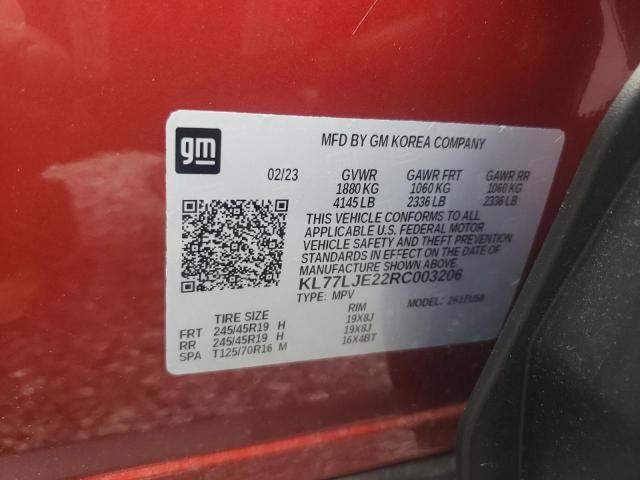 gm
MFD BY GM KOREA COMPANY
02/23 GVWR GAWR FRT GAWR RR
1880 KG 1060 KG 1060 KG
4145 LB 2336 LB 2336 LB
THIS VEHICLE CONFORMS TO ALL
APPLICABLE U.S. FEDERAL MOTOR
VEHICLE SAFETY AND THEFT PREVENTION
STANDARDS IN EFFECT ON THE DATE OF
MANUFACTURE SHOWN ABOVE.
KL77LJE22RC003206
TYPE: MPV MODEL:
TIRE SIZE RIM
FRT 245/45R19 H 19X8J
RR 245/45R19 H 19X8J
SPA T125/70R16 M 16X4BT